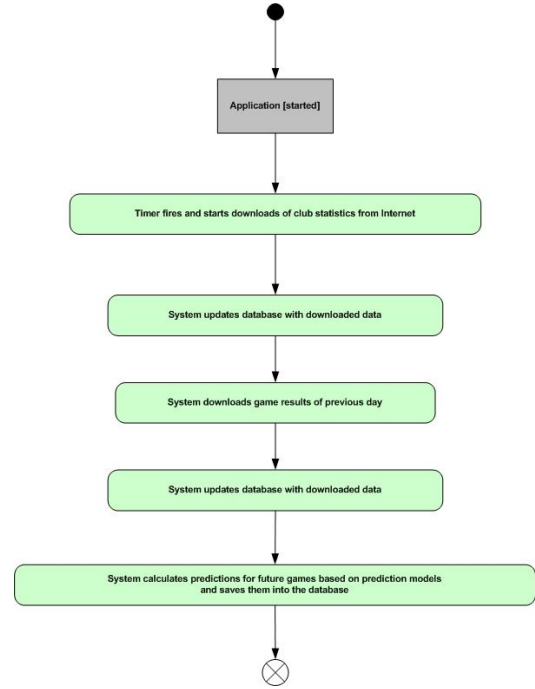 Application [started]
Timer fires and starts downloads of club statistics from Internet
System updates database with downloaded data
System downloads game results of previous day
System updates database with downloaded data
System calculates predictions for future games based on prediction models
and saves them into the database